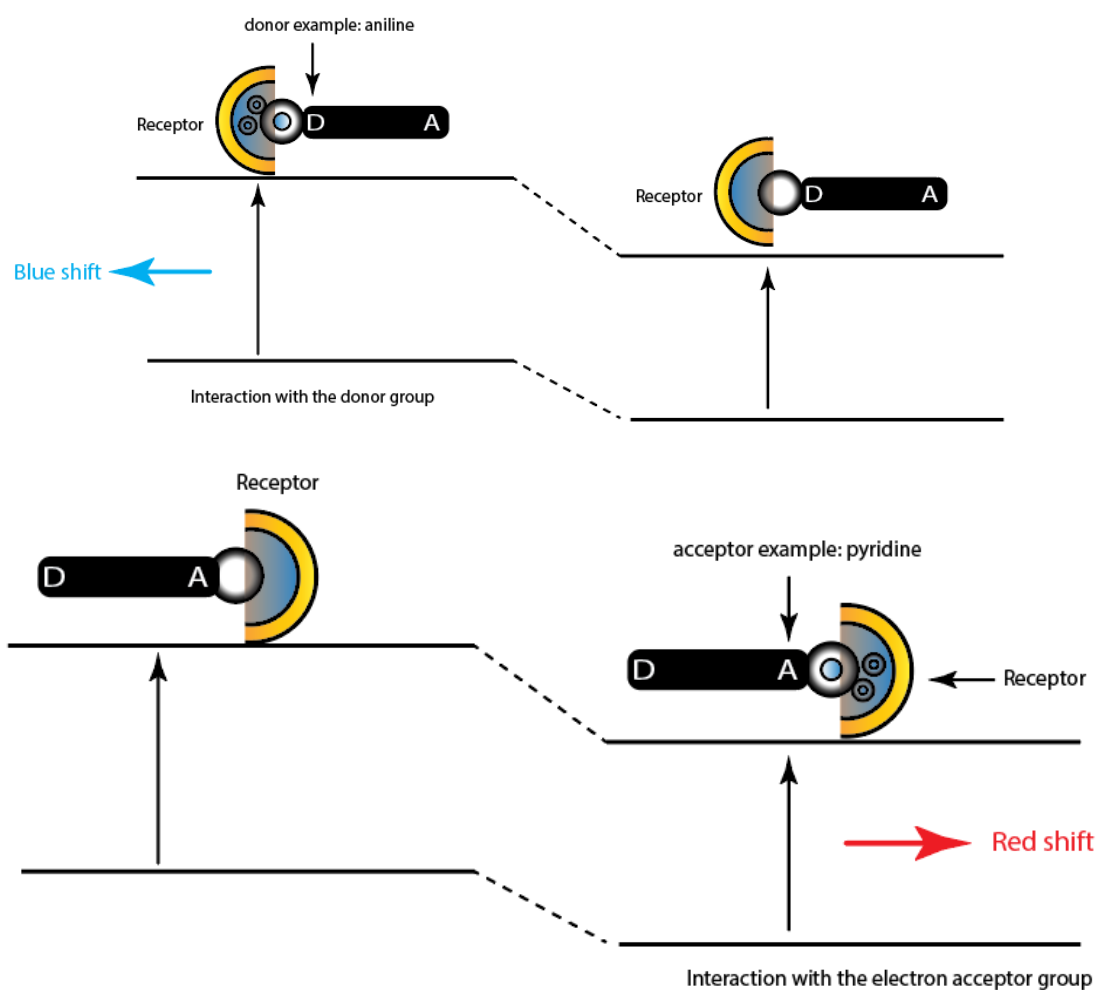 donor example: aniline
Receptor
D A
Receptor
D A
Blue shift
Interaction with the donor group
Receptor
D A
acceptor example: pyridine
D A
Receptor
Red shift
Interaction with the electron acceptor group